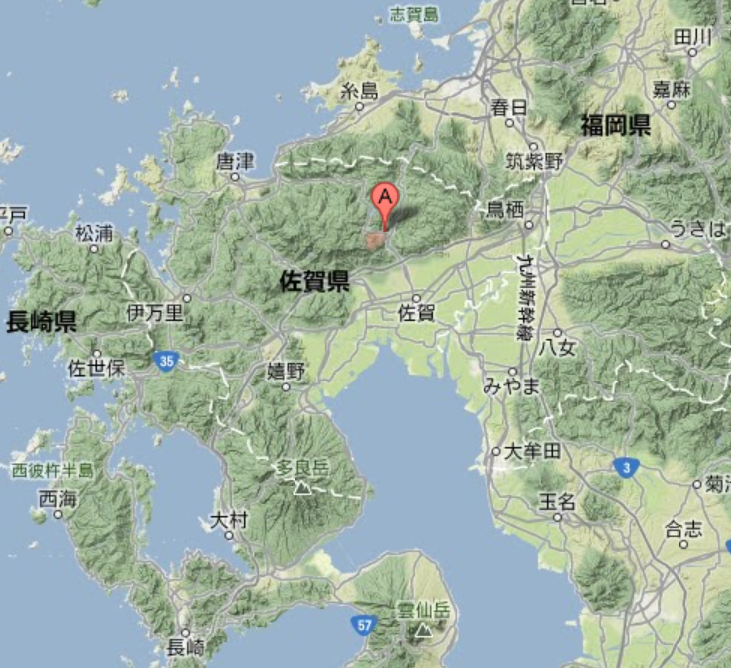 志賀島
田川
糸島
嘉麻
春日
福岡県
唐津
筑紫野
A
鳥栖
平戸
松浦
うきは
佐賀県
九州新幹線
伊万里
佐賀
長崎県
八女
佐世保
35
嬉野
みやま
大牟田
多良岳
3
西彼杵半島
西海
玉名
大村
合志
雲仙岳
57
長崎